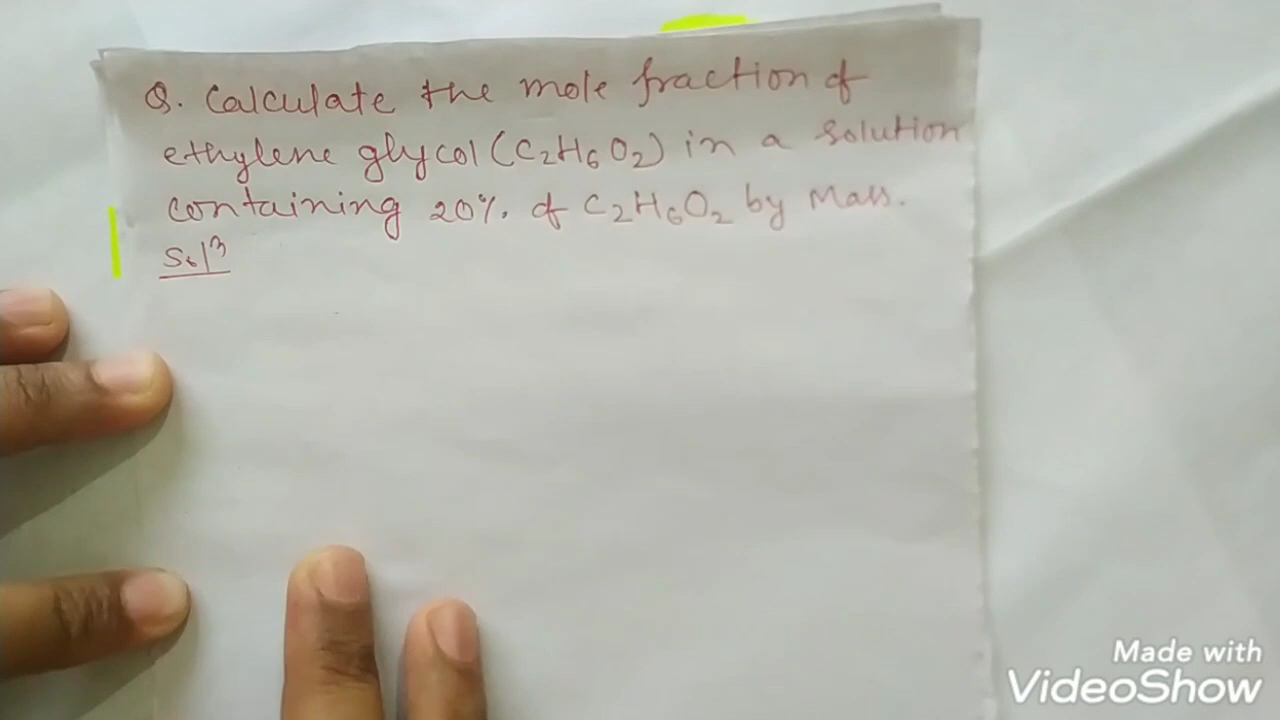 Q. Calculate the mole fraction of
ethylene glycol (C₂H₆O₂) in a solution
containing 20% of C₂H₆O₂ by Mass.
Solⁿ
Made with
VideoShow